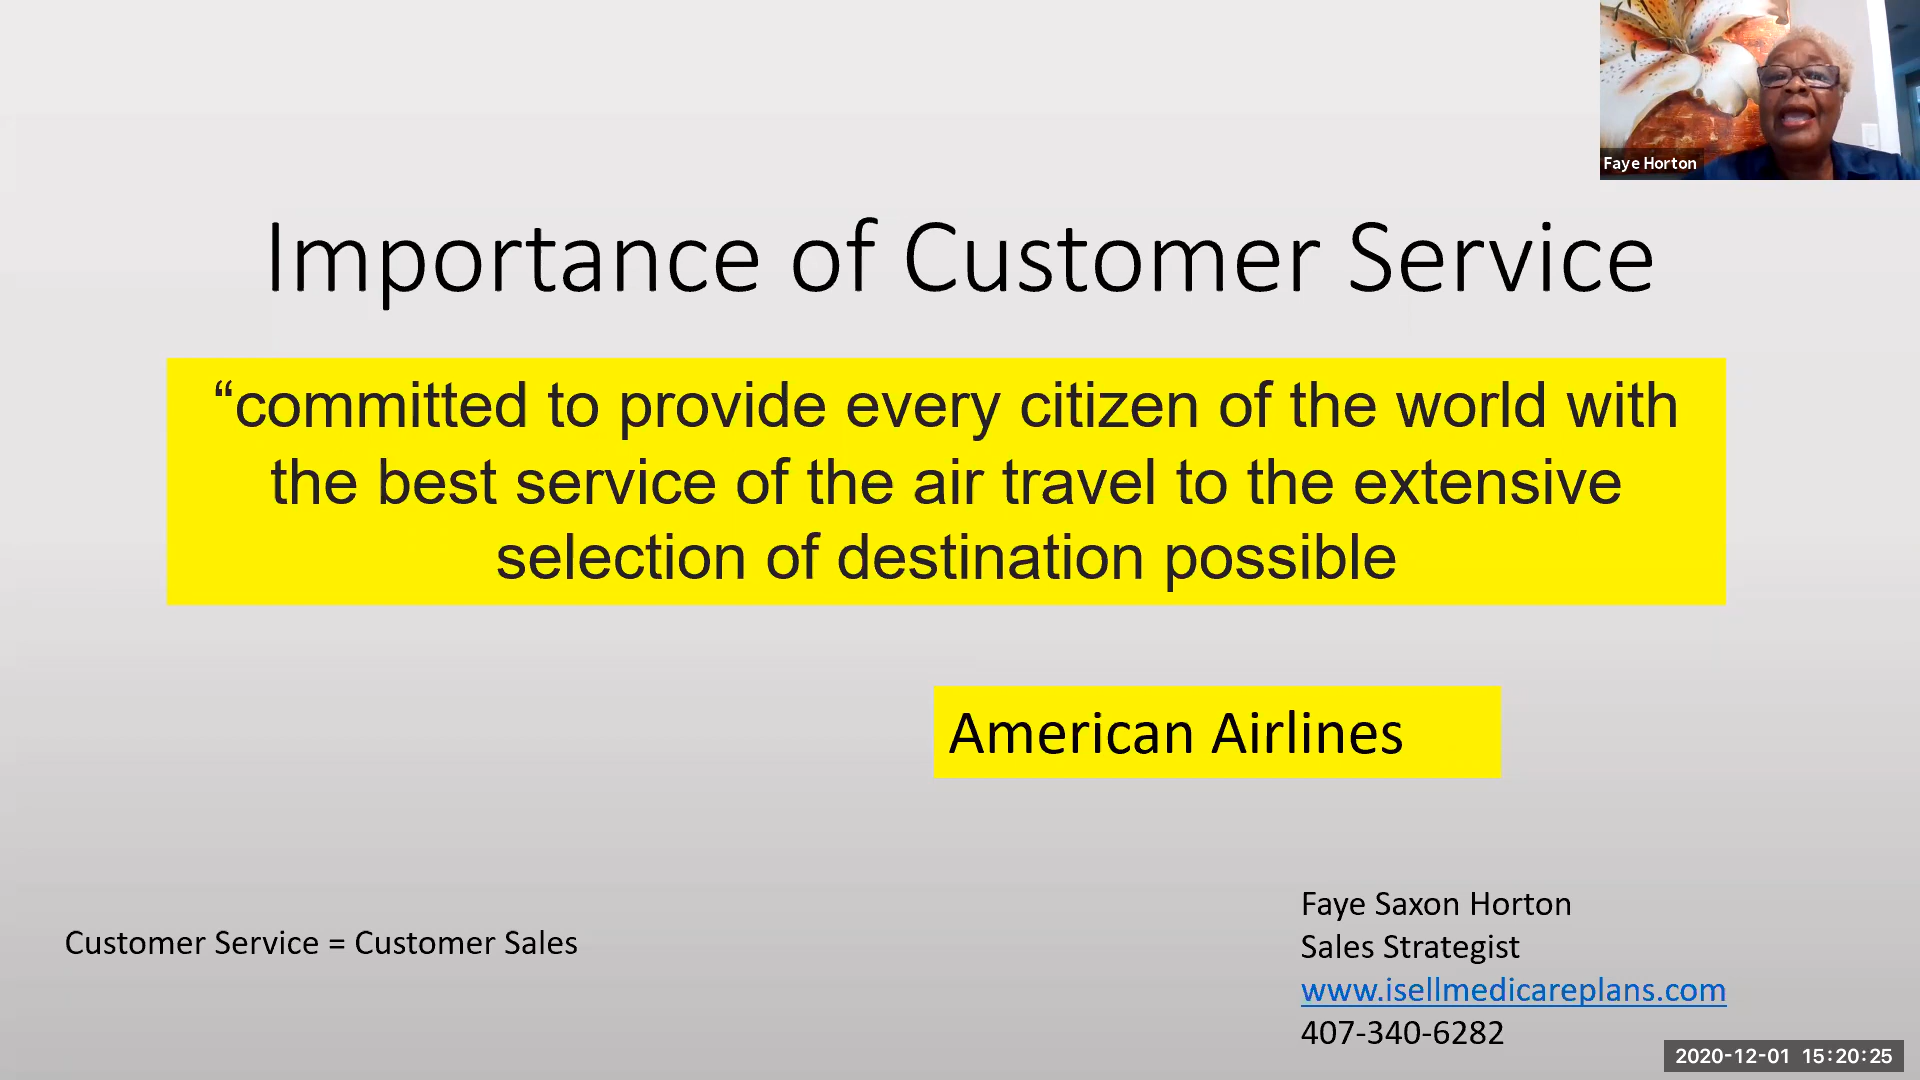 Faye Horton
Importance of Customer Service
“committed to provide every citizen of the world with
the best service of the air travel to the extensive
selection of destination possible
American Airlines
Customer Service = Customer Sales
Faye Saxon Horton
Sales Strategist
www.isellmedicareplans.com
407-340-6282
2020-12-01 15:20:25